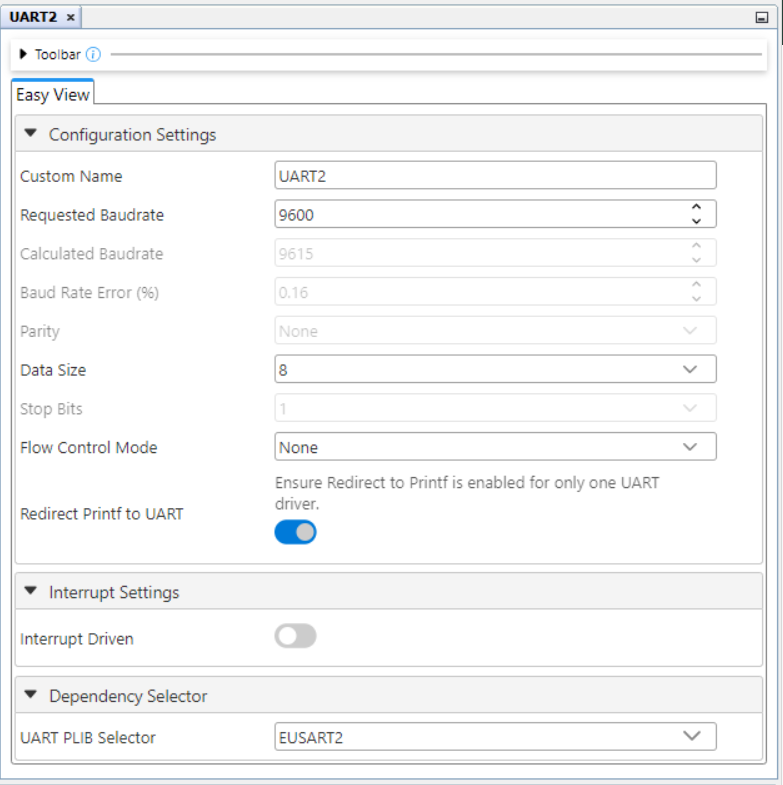 UART2 ×
Toolbar
Easy View
Configuration Settings
Custom Name UART2
Requested Baudrate 9600
Calculated Baudrate 9615
Baud Rate Error (%) 0.16
Parity None
Data Size 8
Stop Bits 1
Flow Control Mode None
Ensure Redirect to Printf is enabled for only one UART
driver.
Redirect Printf to UART
Interrupt Settings
Interrupt Driven
Dependency Selector
UART PLIB Selector EUSART2